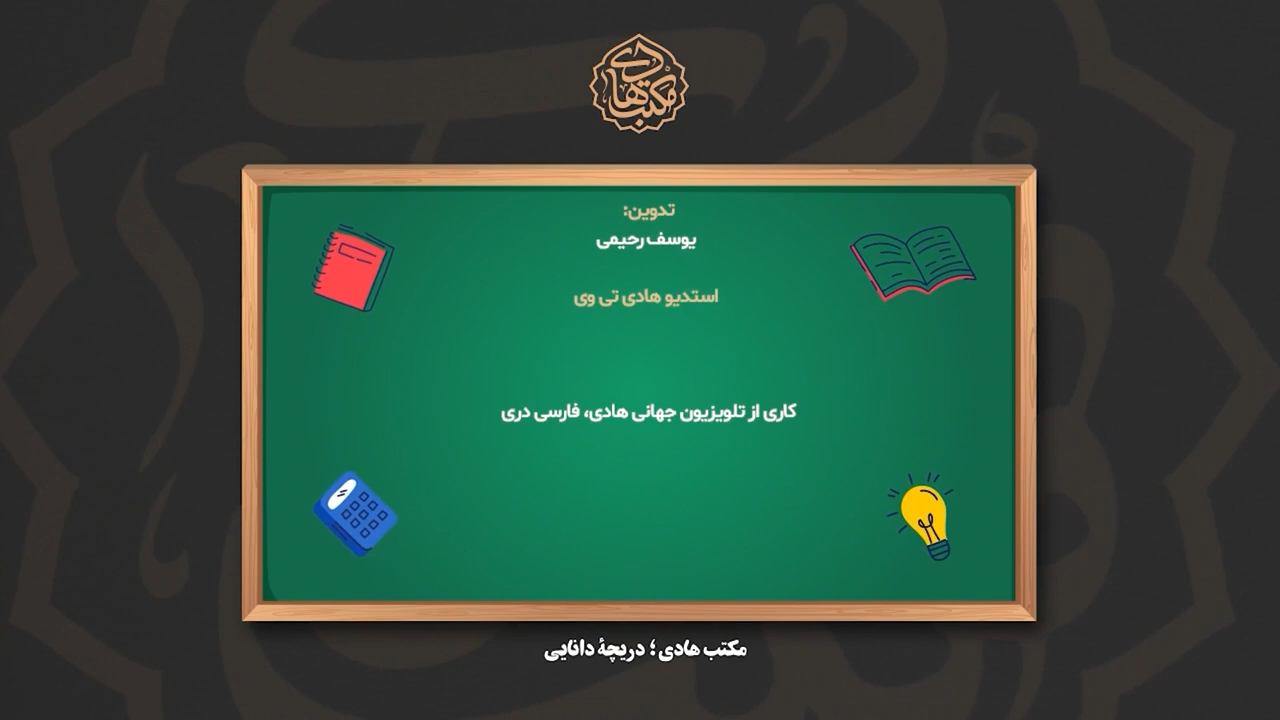 مکتب هادی
تدوین:
یوسف رحیمی
استدیو هادی تی وی
کاری از تلویزیون جهانی هادی، فارسی دری
مکتب هادی؛ دریچهٔ دانایی